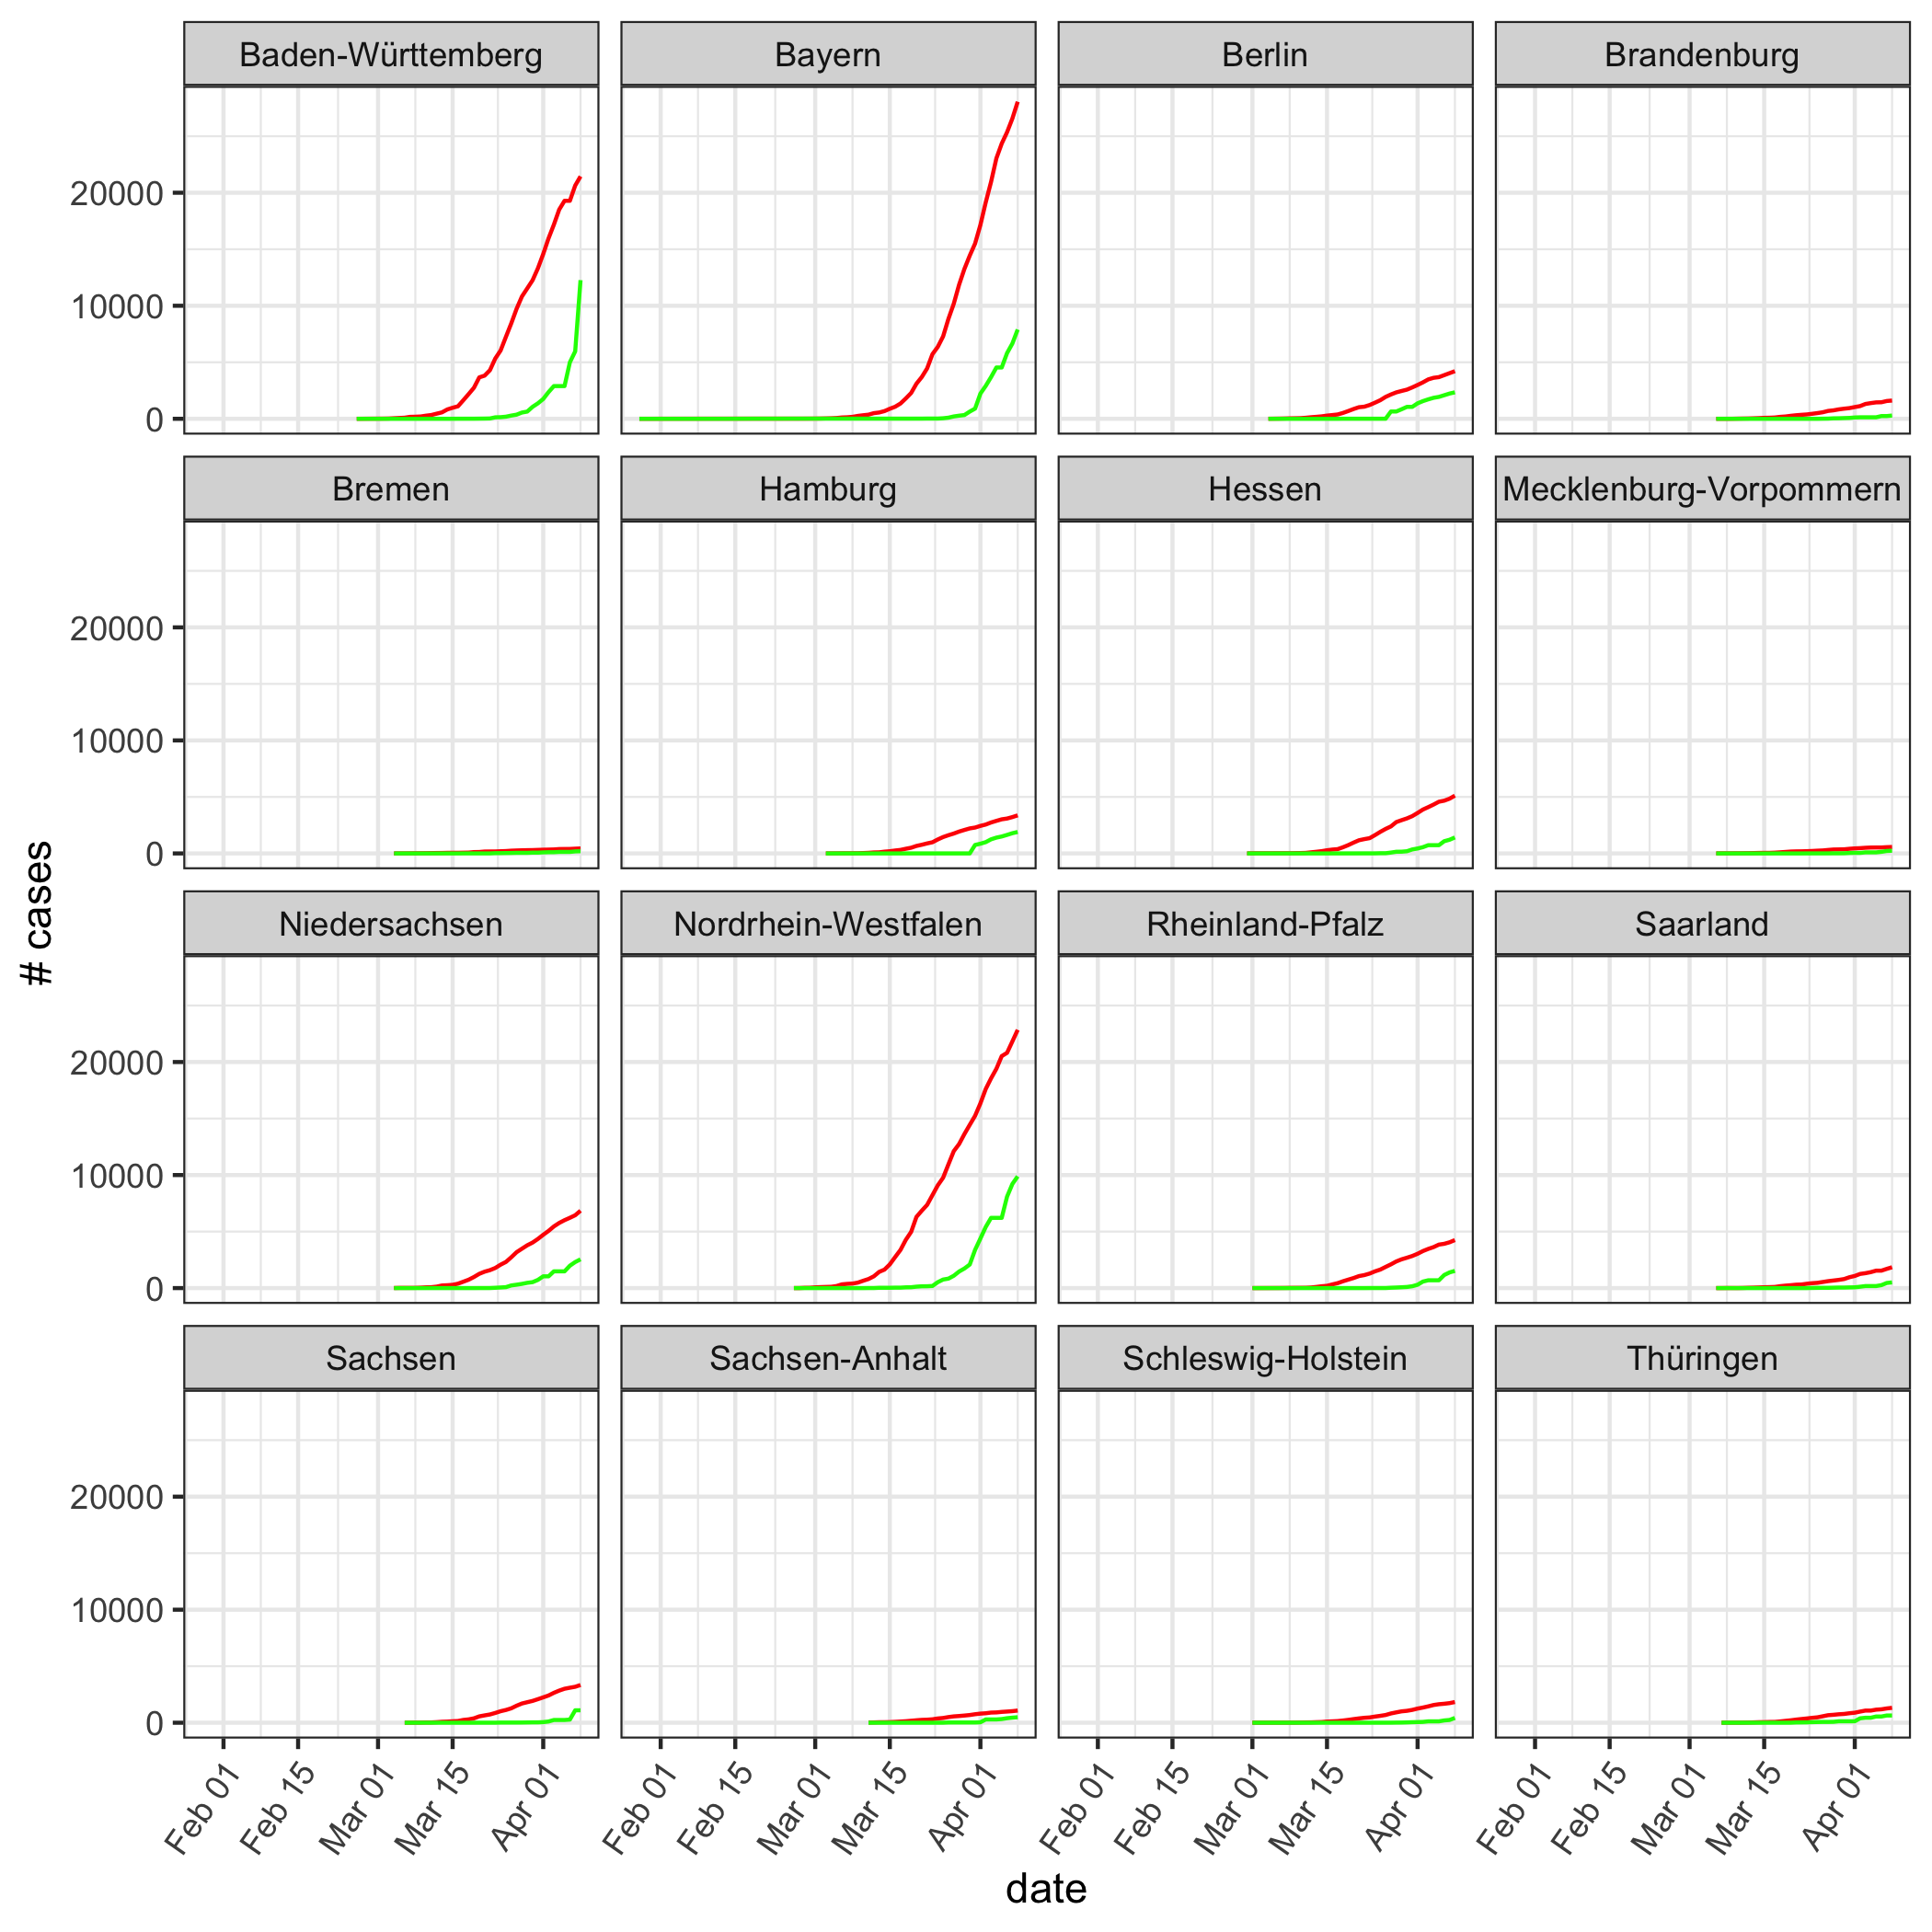 Baden-Württemberg
Bayern
Berlin
Brandenburg
20000
10000
0
Bremen
Hamburg
Hessen
Mecklenburg-Vorpommern
20000
10000
0
# cases
Niedersachsen
Nordrhein-Westfalen
Rheinland-Pfalz
Saarland
20000
10000
0
Sachsen
Sachsen-Anhalt
Schleswig-Holstein
Thüringen
20000
10000
0
Feb 01
Feb 15
Mar 01
Mar 15
Apr 01
Feb 01
Feb 15
Mar 01
Mar 15
Apr 01
Feb 01
Feb 15
Mar 01
Mar 15
Apr 01
Feb 01
Feb 15
Mar 01
Mar 15
Apr 01
date